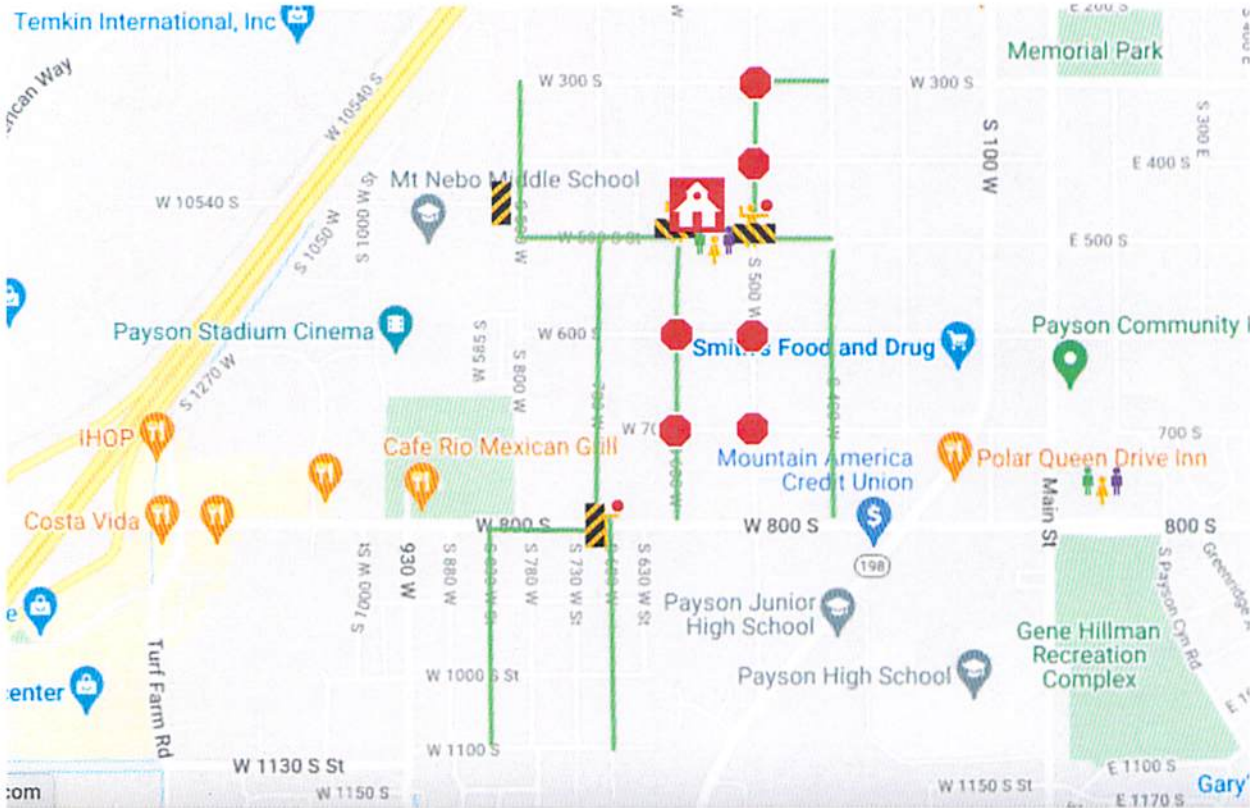 Temkin International, Inc
E 200 S
Memorial Park
W 10540 S
W 300 S
W 300 S
S 300 E
S 100 W
E 400 S
Mt Nebo Middle School
W 10540 S
S 1000 W St
S 1050 W
E 500 S
S 500 W
W 600 S
Payson Stadium Cinema
Smith's Food and Drug
Payson Community
W 585 S
S 800 W
S 1270 W
700 W
S 400 W
IHOP
Cafe Rio Mexican Grill
700 S
Mountain America
Credit Union
Polar Queen Drive Inn
Costa Vida
W 800 S
W 800 S
Main St
800 S
S 1000 W St
930 W
S 880 W
S 780 W
S 730 W St
S 630 W St
198
S Payson Cyn Rd
Payson Junior
High School
Gene Hillman
Recreation
Complex
Payson High School
W 1000 S St
Turf Farm Rd
center
W 1100 S
W 1130 S St
E 1100 S
W 1150 S
W 1150 S St
Gary'
E 1170 S
com